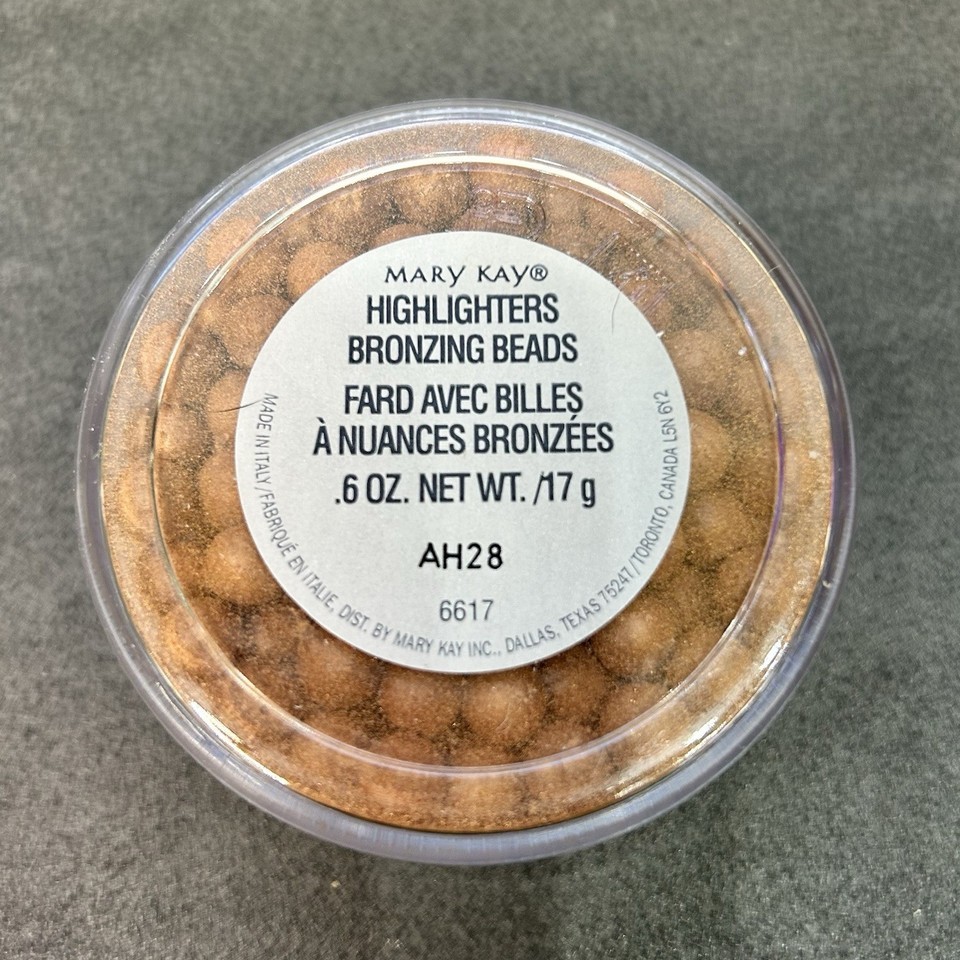 MARY KAY®
HIGHLIGHTERS
BRONZING BEADS
FARD AVEC BILLES
À NUANCES BRONZÉES
.6 OZ. NET WT. /17 g
AH28
6617
MADE IN ITALY/FABRIQUÉ EN ITALIE, DIST. BY MARY KAY INC., DALLAS, TEXAS 75247/TORONTO, CANADA L5N 6Y2